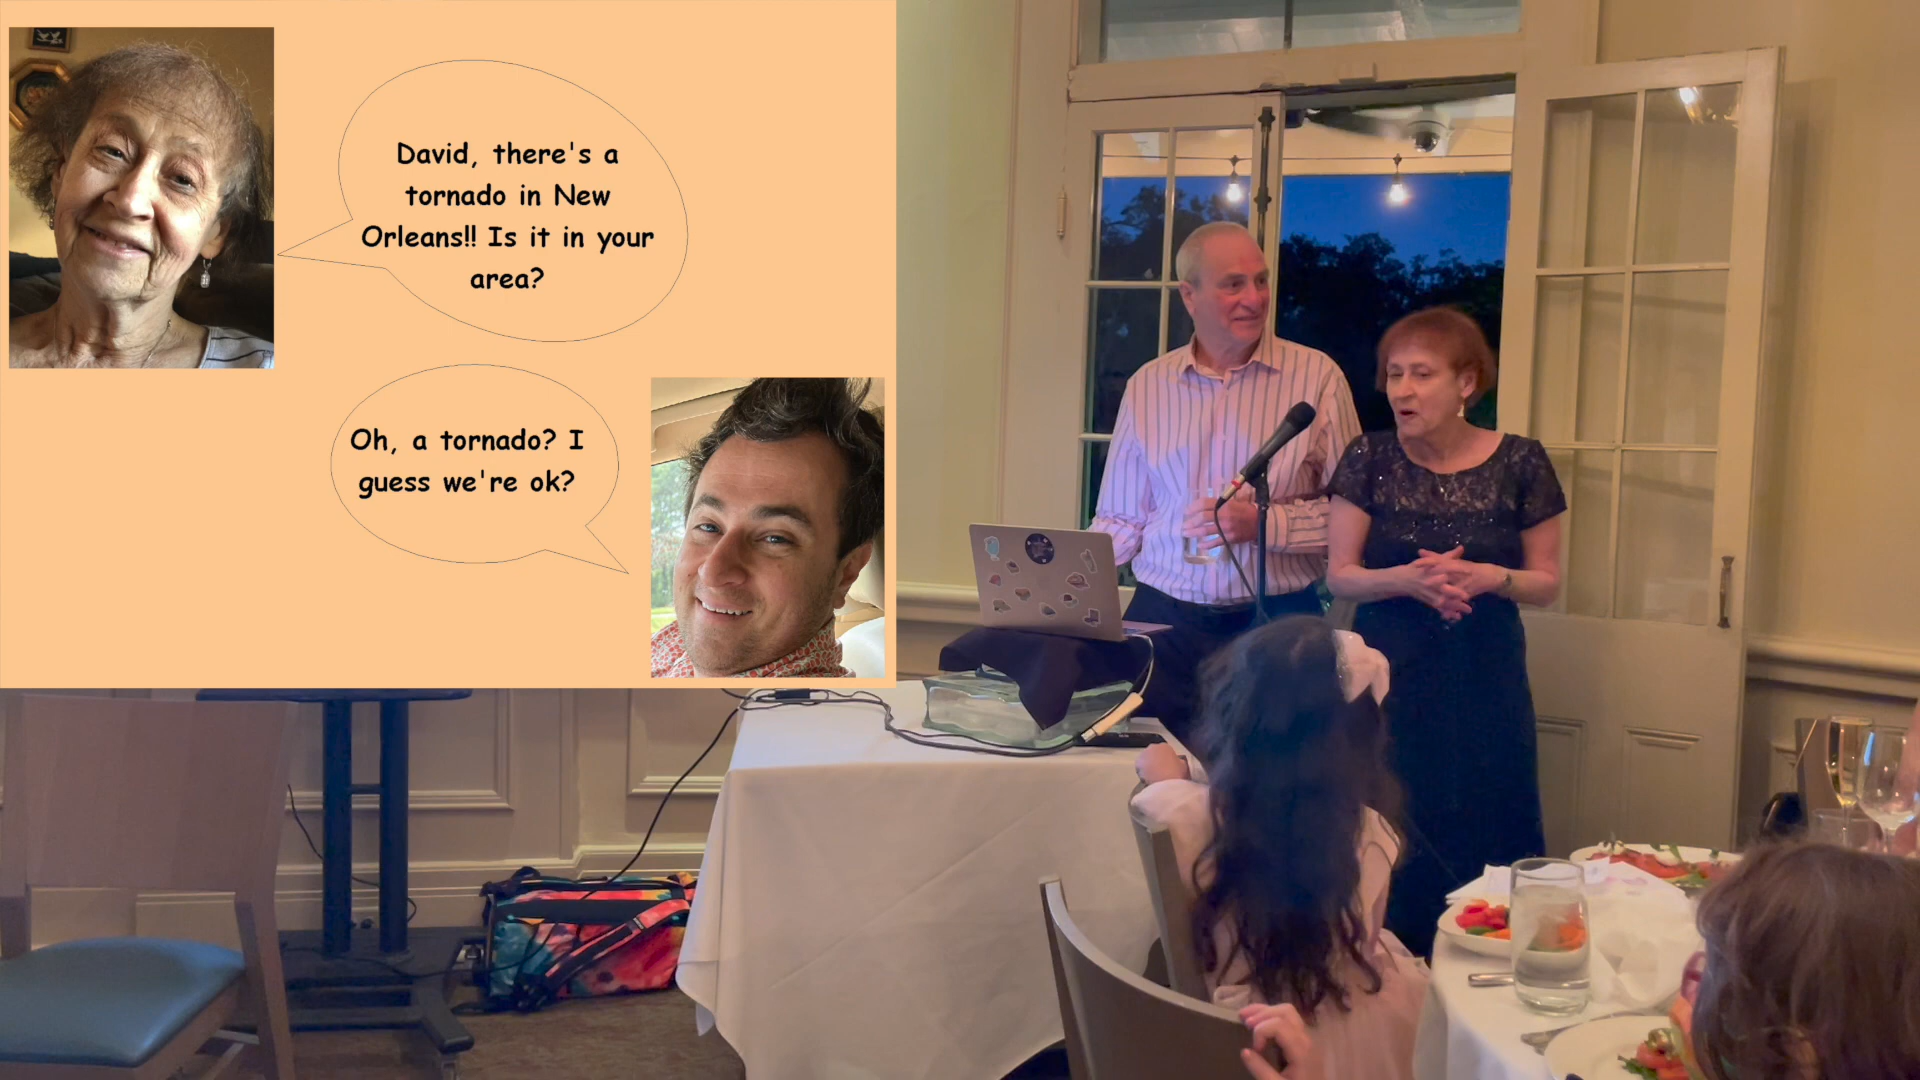 David, there's a
tornado in New
Orleans!! Is it in your
area?
Oh, a tornado? I
guess we're ok?